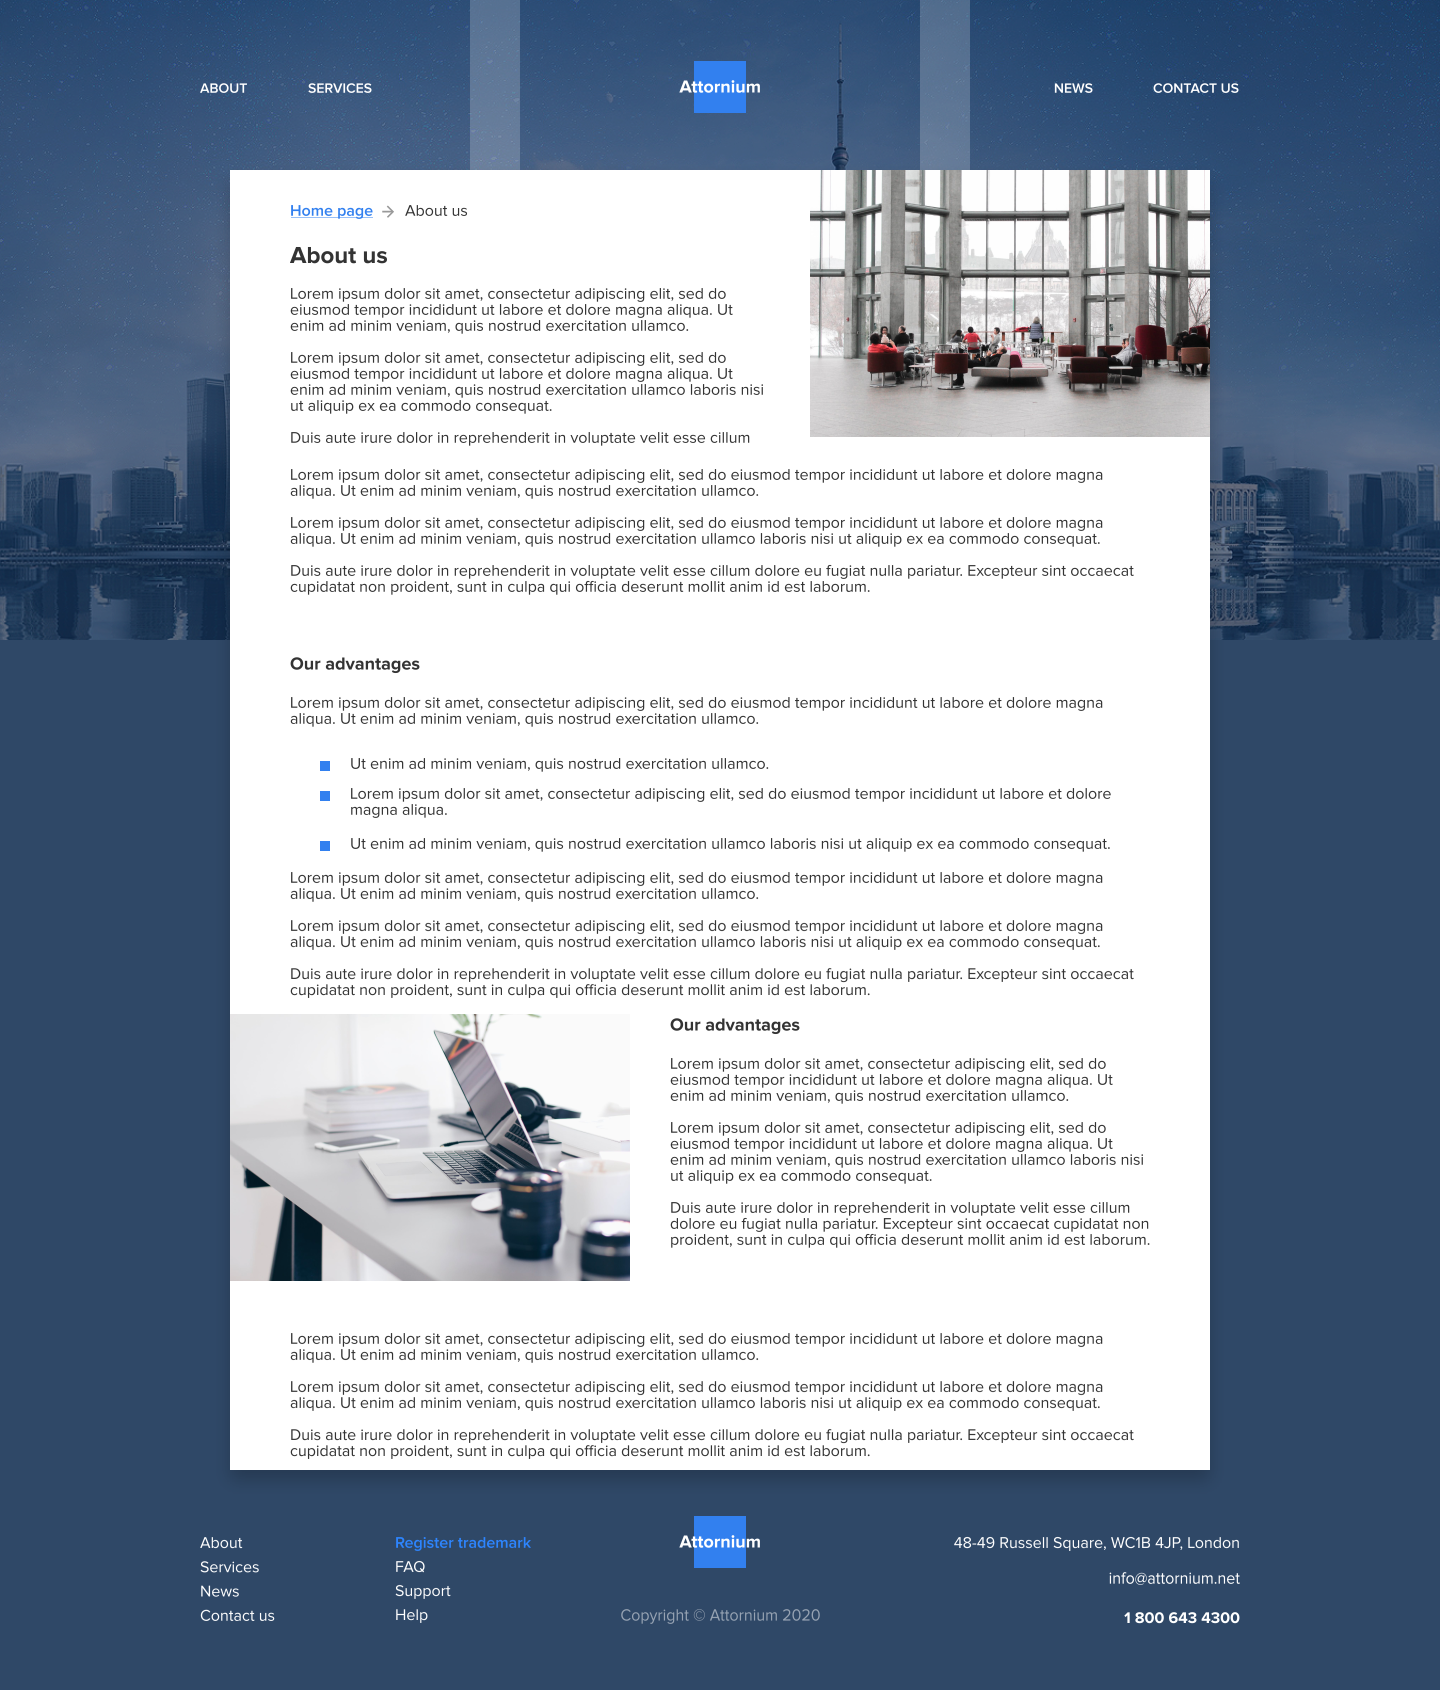 ABOUT
SERVICES
Attornium
NEWS
CONTACT US
Home page
About us
About us
Lorem ipsum dolor sit amet, consectetur adipiscing elit, sed do
eiusmod tempor incididunt ut labore et dolore magna aliqua. Ut
enim ad minim veniam, quis nostrud exercitation ullamco.
Lorem ipsum dolor sit amet, consectetur adipiscing elit, sed do
eiusmod tempor incididunt ut labore et dolore magna aliqua. Ut
enim ad minim veniam, quis nostrud exercitation ullamco laboris nisi
ut aliquip ex ea commodo consequat.
Duis aute irure dolor in reprehenderit in voluptate velit esse cillum
Lorem ipsum dolor sit amet, consectetur adipiscing elit, sed do eiusmod tempor incididunt ut labore et dolore magna
aliqua. Ut enim ad minim veniam, quis nostrud exercitation ullamco.
Lorem ipsum dolor sit amet, consectetur adipiscing elit, sed do eiusmod tempor incididunt ut labore et dolore magna
aliqua. Ut enim ad minim veniam, quis nostrud exercitation ullamco laboris nisi ut aliquip ex ea commodo consequat.
Duis aute irure dolor in reprehenderit in voluptate velit esse cillum dolore eu fugiat nulla pariatur. Excepteur sint occaecat
cupidatat non proident, sunt in culpa qui officia deserunt mollit anim id est laborum.
Our advantages
Lorem ipsum dolor sit amet, consectetur adipiscing elit, sed do eiusmod tempor incididunt ut labore et dolore magna
aliqua. Ut enim ad minim veniam, quis nostrud exercitation ullamco.
Ut enim ad minim veniam, quis nostrud exercitation ullamco.
Lorem ipsum dolor sit amet, consectetur adipiscing elit, sed do eiusmod tempor incididunt ut labore et dolore
magna aliqua.
Ut enim ad minim veniam, quis nostrud exercitation ullamco laboris nisi ut aliquip ex ea commodo consequat.
Lorem ipsum dolor sit amet, consectetur adipiscing elit, sed do eiusmod tempor incididunt ut labore et dolore magna
aliqua. Ut enim ad minim veniam, quis nostrud exercitation ullamco.
Lorem ipsum dolor sit amet, consectetur adipiscing elit, sed do eiusmod tempor incididunt ut labore et dolore magna
aliqua. Ut enim ad minim veniam, quis nostrud exercitation ullamco laboris nisi ut aliquip ex ea commodo consequat.
Duis aute irure dolor in reprehenderit in voluptate velit esse cillum dolore eu fugiat nulla pariatur. Excepteur sint occaecat
cupidatat non proident, sunt in culpa qui officia deserunt mollit anim id est laborum.
Our advantages
Lorem ipsum dolor sit amet, consectetur adipiscing elit, sed do
eiusmod tempor incididunt ut labore et dolore magna aliqua. Ut
enim ad minim veniam, quis nostrud exercitation ullamco.
Lorem ipsum dolor sit amet, consectetur adipiscing elit, sed do
eiusmod tempor incididunt ut labore et dolore magna aliqua. Ut
enim ad minim veniam, quis nostrud exercitation ullamco laboris nisi
ut aliquip ex ea commodo consequat.
Duis aute irure dolor in reprehenderit in voluptate velit esse cillum
dolore eu fugiat nulla pariatur. Excepteur sint occaecat cupidatat non
proident, sunt in culpa qui officia deserunt mollit anim id est laborum.
Lorem ipsum dolor sit amet, consectetur adipiscing elit, sed do eiusmod tempor incididunt ut labore et dolore magna
aliqua. Ut enim ad minim veniam, quis nostrud exercitation ullamco.
Lorem ipsum dolor sit amet, consectetur adipiscing elit, sed do eiusmod tempor incididunt ut labore et dolore magna
aliqua. Ut enim ad minim veniam, quis nostrud exercitation ullamco laboris nisi ut aliquip ex ea commodo consequat.
Duis aute irure dolor in reprehenderit in voluptate velit esse cillum dolore eu fugiat nulla pariatur. Excepteur sint occaecat
cupidatat non proident, sunt in culpa qui officia deserunt mollit anim id est laborum.
About
Services
News
Contact us
Register trademark
FAQ
Support
Help
Attornium
Copyright © Attornium 2020
48-49 Russell Square, WC1B 4JP, London
info@attornium.net
1 800 643 4300